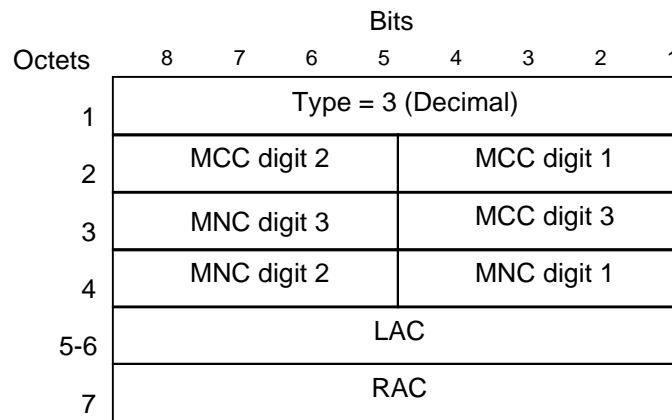 Bits
Octets 8 7 6 5 4 3 2 1
1 Type = 3 (Decimal)
2 MCC digit 2 MCC digit 1
3 MNC digit 3 MCC digit 3
4 MNC digit 2 MNC digit 1
5-6 LAC
7 RAC